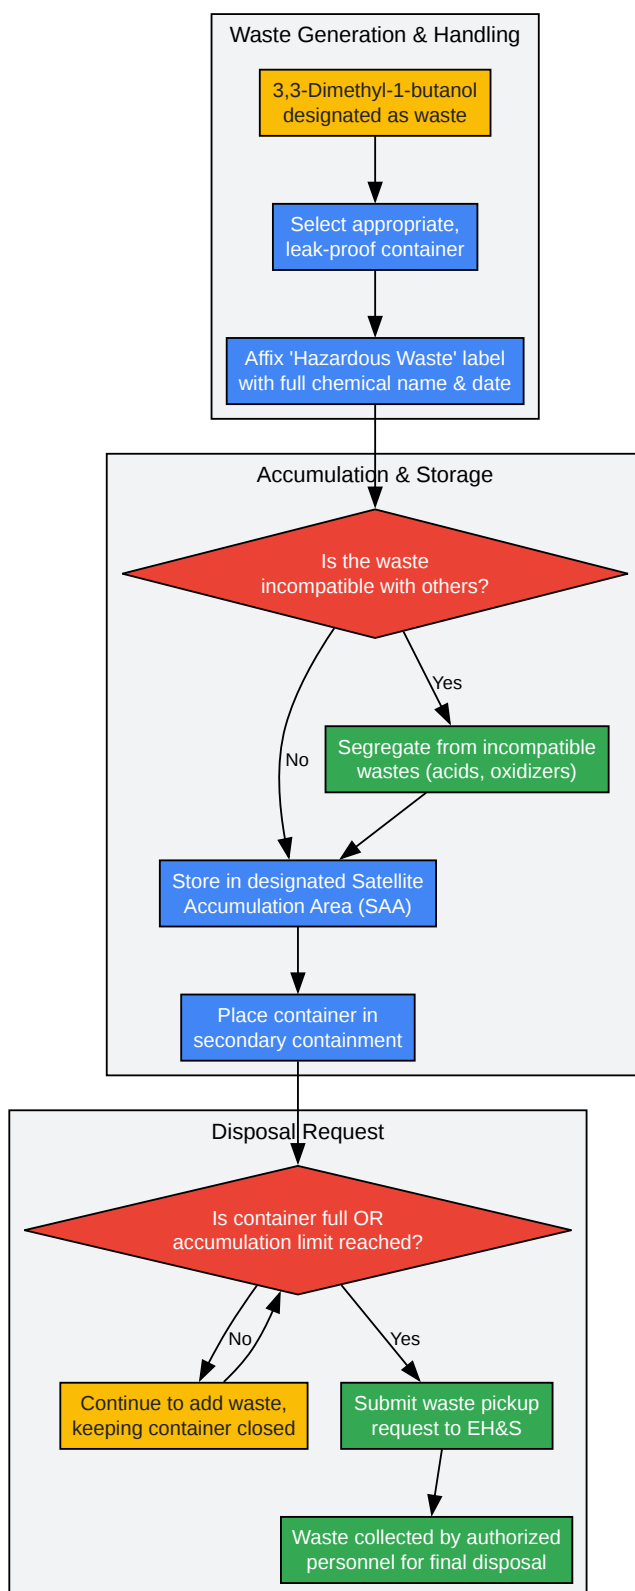 Waste Generation & Handling
3,3-Dimethyl-1-butanol
designated as waste
Select appropriate,
leak-proof container
Affix 'Hazardous Waste' label
with full chemical name & date
Accumulation & Storage
Is the waste
incompatible with others?
Yes
Segregate from incompatible
wastes (acids, oxidizers)
No
Store in designated Satellite
Accumulation Area (SAA)
Place container in
secondary containment
Disposal Request
Is container full OR
accumulation limit reached?
No
Yes
Continue to add waste,
keeping container closed
Submit waste pickup
request to EH&S
Waste collected by authorized
personnel for final disposal